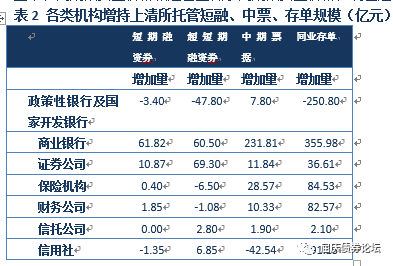 表 2 各类机构增持上清所托管短融、中票、存单规模（亿元）
短期融资券 超短期融资券 中期票据 同业存单
增加量 增加量 增加量 增加量
政策性银行及国家开发银行 -3.40 -47.80 7.80 -250.80
商业银行 61.82 60.50 231.81 355.98
证券公司 10.87 69.30 11.84 36.61
保险机构 0.40 -6.50 28.57 84.53
财务公司 1.85 -1.08 10.33 82.57
信托公司 0.00 2.80 1.90 2.10
信用社 -1.35 6.85 -42.54
债券论坛